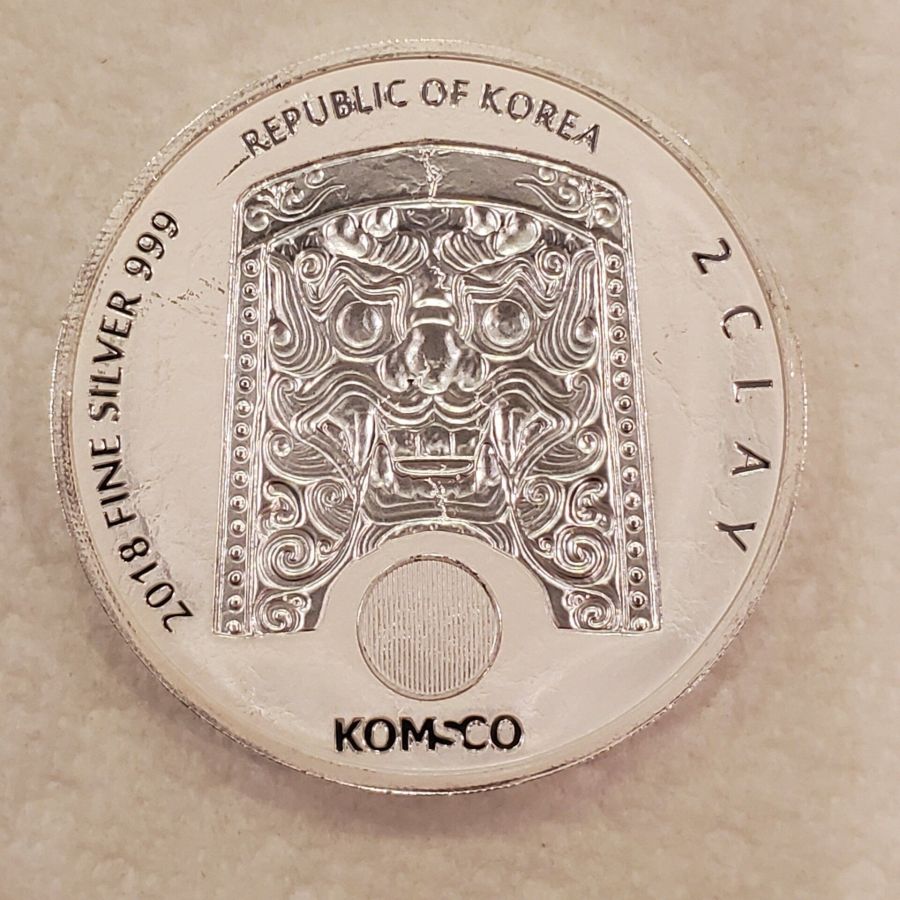 REPUBLIC OF KOREA
2 CLAY
2018 FINE SILVER 999
KOMSCO